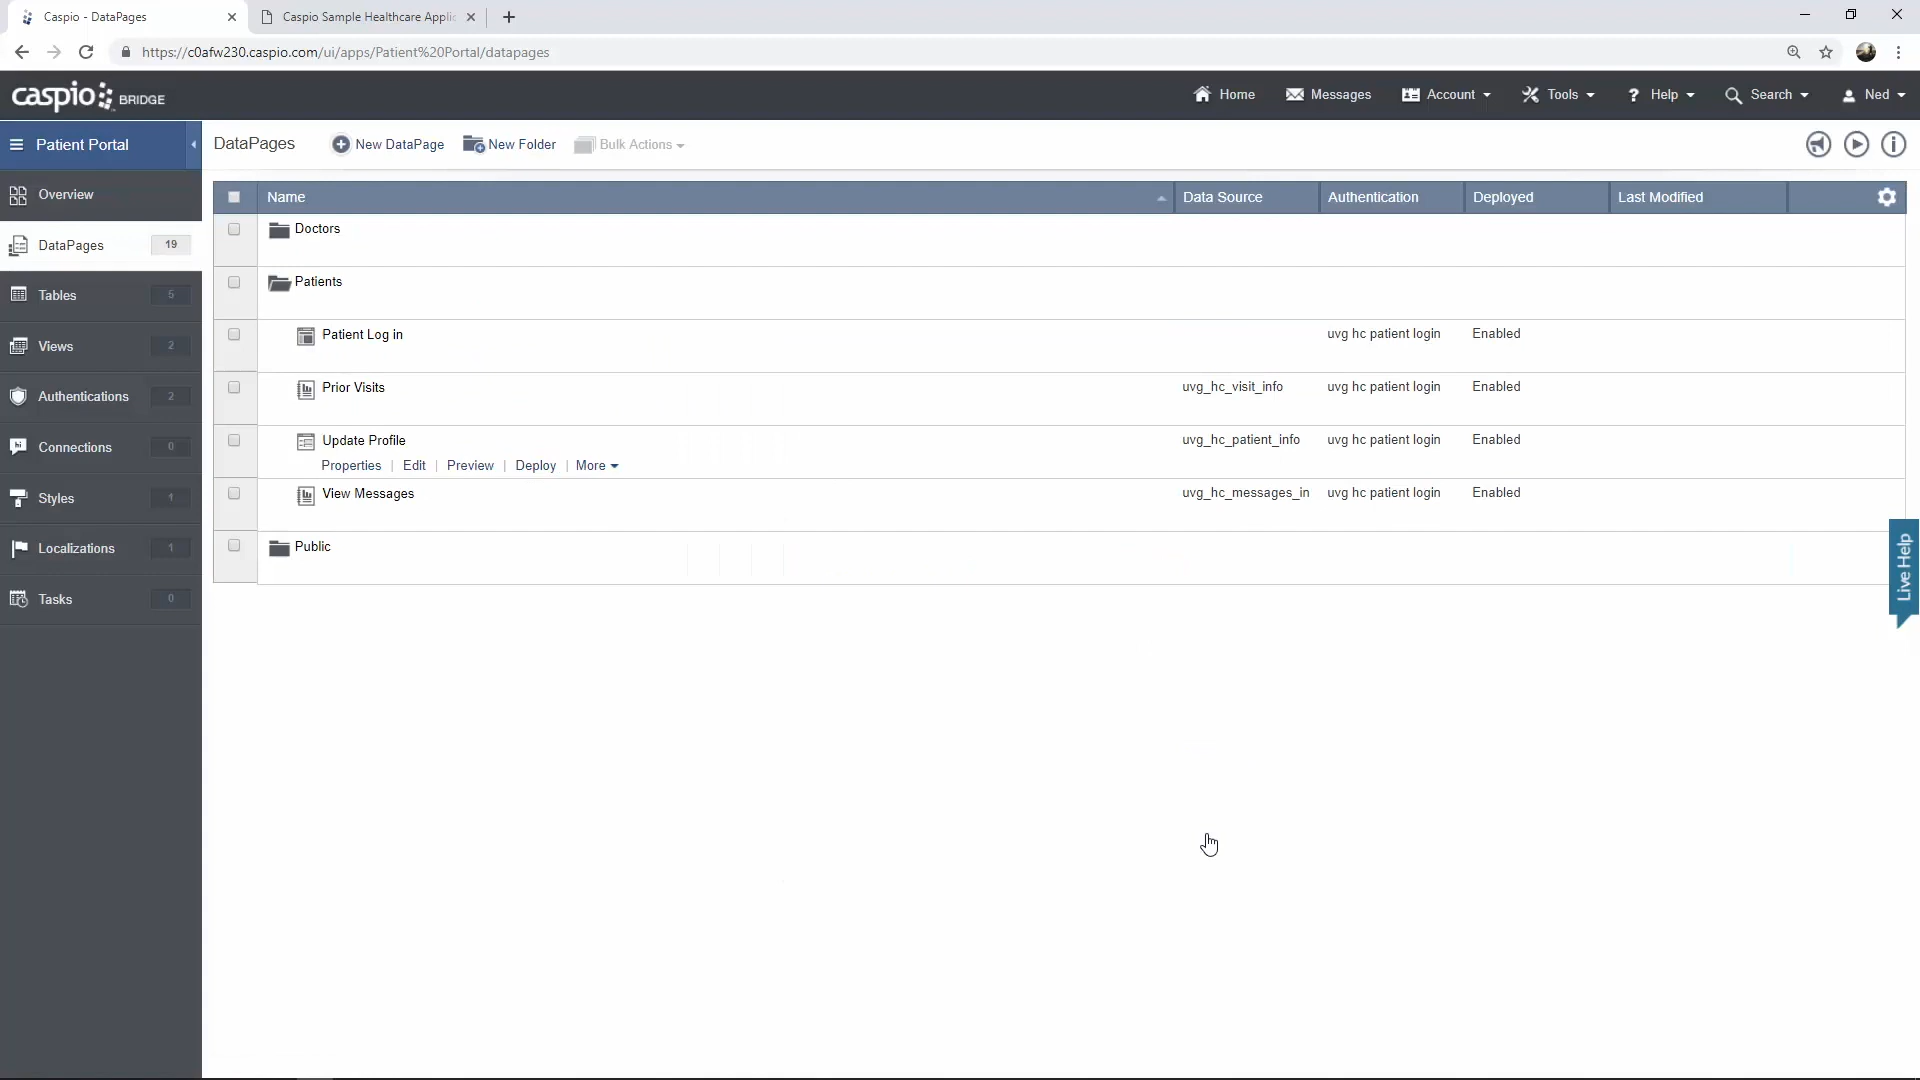 Caspio - DataPages
Caspio Sample Healthcare Applic
https://c0afw230.caspio.com/ui/apps/Patient%20Portal/datapages
caspio BRIDGE
Home
Messages
Account
Tools
? Help
Search
Ned
Patient Portal
DataPages
New DataPage
New Folder
Bulk Actions
Overview
DataPages 19
Tables 5
Views 2
Authentications 2
Connections 0
Styles 1
Localizations 1
Tasks 0
Name Data Source Authentication Deployed Last Modified
Doctors
Patients
Patient Log in uvg hc patient login Enabled
Prior Visits uvg_hc_visit_info uvg hc patient login Enabled
Update Profile uvg_hc_patient_info uvg hc patient login Enabled
Properties | Edit | Preview | Deploy | More
View Messages uvg_hc_messages_in uvg hc patient login Enabled
Public
Live Help